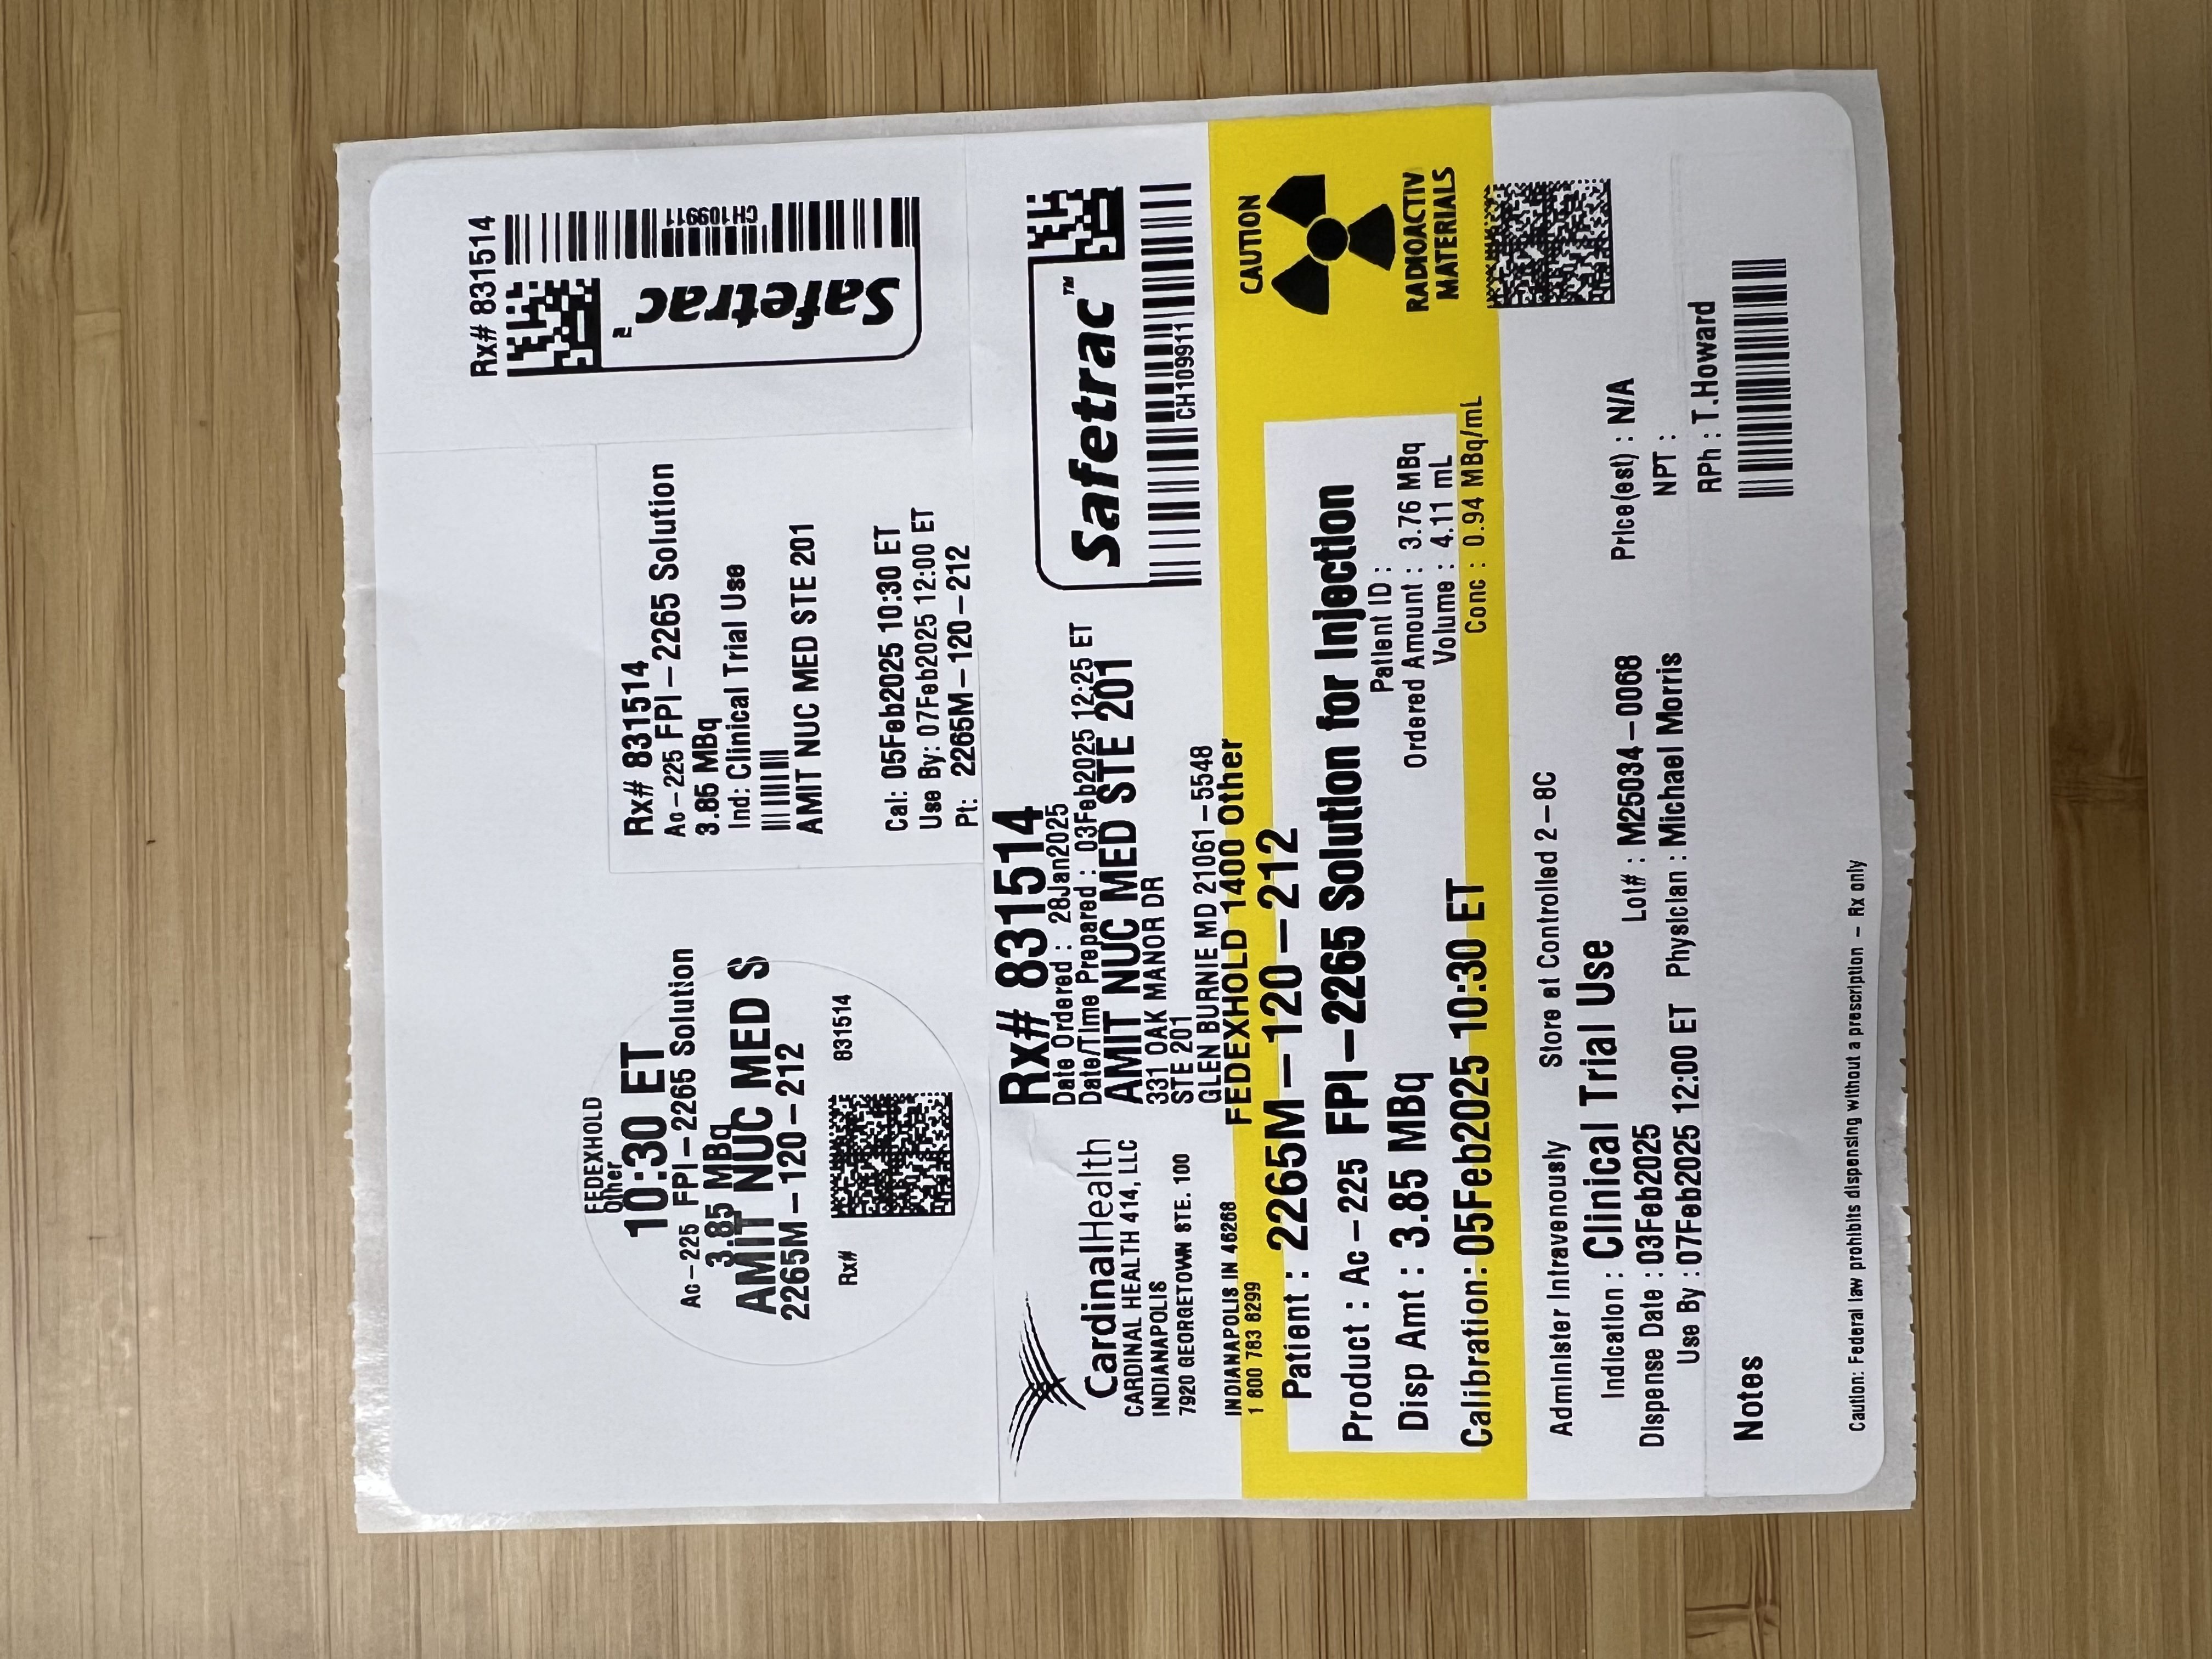 Rx# 831514
Safetrac™
CH109911
FEDEXHOLD
Other
10:30 ET
Ac-225 FPI-2265 Solution
3.85 MBq
AMIT NUC MED S
2265M-120-212
Rx# 831514
Rx# 831514
Ac-225 FPI-2265 Solution
3.85 MBq
Ind: Clinical Trial Use
AMIT NUC MED STE 201
Cal: 05Feb2025 10:30 ET
Use By: 07Feb2025 12:00 ET
Pt: 2265M-120-212
CardinalHealth
CARDINAL HEALTH 414, LLC
INDIANAPOLIS
7920 GEORGETOWN STE. 100
INDIANAPOLIS IN 46268
1 800 783 8299
Rx# 831514
Date Ordered : 28Jan2025
Date/Time Prepared : 03Feb2025 12:25 ET
AMIT NUC MED STE 201
331 OAK MANOR DR
STE 201
GLEN BURNIE MD 21061-5548
FEDEXHOLD 1400 Other
Safetrac™
CH109911
Patient : 2265M-120-212
Product : Ac-225 FPI-2265 Solution for Injection
Disp Amt : 3.85 MBq
Calibration: 05Feb2025 10:30 ET
Patient ID :
Ordered Amount : 3.76 MBq
Volume : 4.11 mL
Conc : 0.94 MBq/mL
CAUTION
RADIOACTIV
MATERIALS
Administer Intravenously Store at Controlled 2-8C
Indication : Clinical Trial Use
Dispense Date : 03Feb2025
Use By : 07Feb2025 12:00 ET
Lot# : M25034-0068
Physician : Michael Morris
Price(est) : N/A
NPT :
RPh : T.Howard
Notes
Caution: Federal law prohibits dispensing without a prescription - Rx only